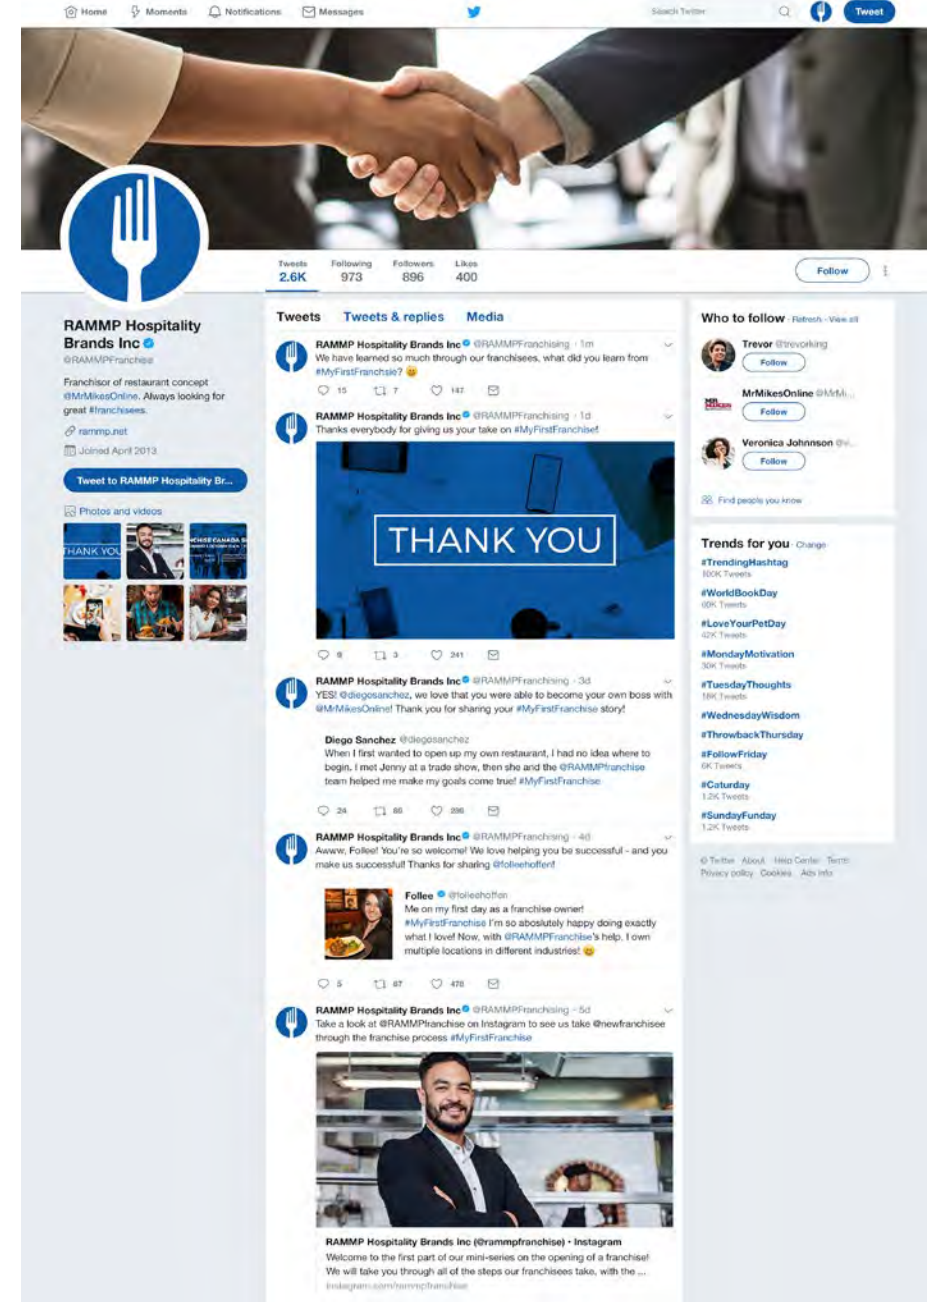 Home Moments Notifications Messages Search Twitter Tweet
Tweets Following Followers Likes
2.6K 973 896 400
Follow
RAMMP Hospitality
Brands Inc
@RAMMPFranchise
Franchisor of restaurant concept
@MrMikesOnline. Always looking for
great #franchisees.
rammp.net
Joined April 2013
Tweet to RAMMP Hospitality Br...
Photos and videos
THANK YOU
Tweets Tweets & replies Media
RAMMP Hospitality Brands Inc @RAMMPFranchising · 1m
We have learned so much through our franchisees, what did you learn from
#MyFirstFranchsie?
15 7 147
RAMMP Hospitality Brands Inc @RAMMPFranchising · 1d
Thanks everybody for giving us your take on #MyFirstFranchise!
THANK YOU
3 241
RAMMP Hospitality Brands Inc @RAMMPFranchising · 3d
YES! @diegosanchez, we love that you were able to become your own boss with
@MrMikesOnline! Thank you for sharing your #MyFirstFranchise story!
Diego Sanchez @diegosanchez
When I first wanted to open up my own restaurant, I had no idea where to
begin. I met Jenny at a trade show, then she and the @RAMMPfranchise
team helped me make my goals come true! #MyFirstFranchise
24
RAMMP Hospitality Brands Inc @RAMMPFranchising · 4d
Awww, Follee! You're so welcome! We love helping you be successful - and you
make us successful! Thanks for sharing @folleehoffen!
Follee @folleehoffen
Me on my first day as a franchise owner!
#MyFirstFranchise I'm so aboslutely happy doing exactly
what I love! Now, with @RAMMPFranchise's help, I own
multiple locations in different industries!
5 87 478
RAMMP Hospitality Brands Inc @RAMMPFranchising · 5d
Take a look at @RAMMPfranchise on Instagram to see us take @newfranchisee
through the franchise process #MyFirstFranchise
RAMMP Hospitality Brands Inc (@rammpfranchise) • Instagram
Welcome to the first part of our mini-series on the opening of a franchise!
We will take you through all of the steps our franchisees take, with the ...
instagram.com/rammpfranchise
Who to follow · Refresh · View all
Trevor @trevorking
Follow
MrMikesOnline @MrMi...
Follow
Veronica Johnnson @v...
Follow
Find people you know
Trends for you · Change
#TrendingHashtag
100K Tweets
#WorldBookDay
60K Tweets
#LoveYourPetDay
42K Tweets
#MondayMotivation
30K Tweets
#TuesdayThoughts
18K Tweets
#WednesdayWisdom
#ThrowbackThursday
#FollowFriday
6K Tweets
#Caturday
1.2K Tweets
#SundayFunday
1.2K Tweets
© Twitter About Help Center Terms
Privacy policy Cookies Ads info